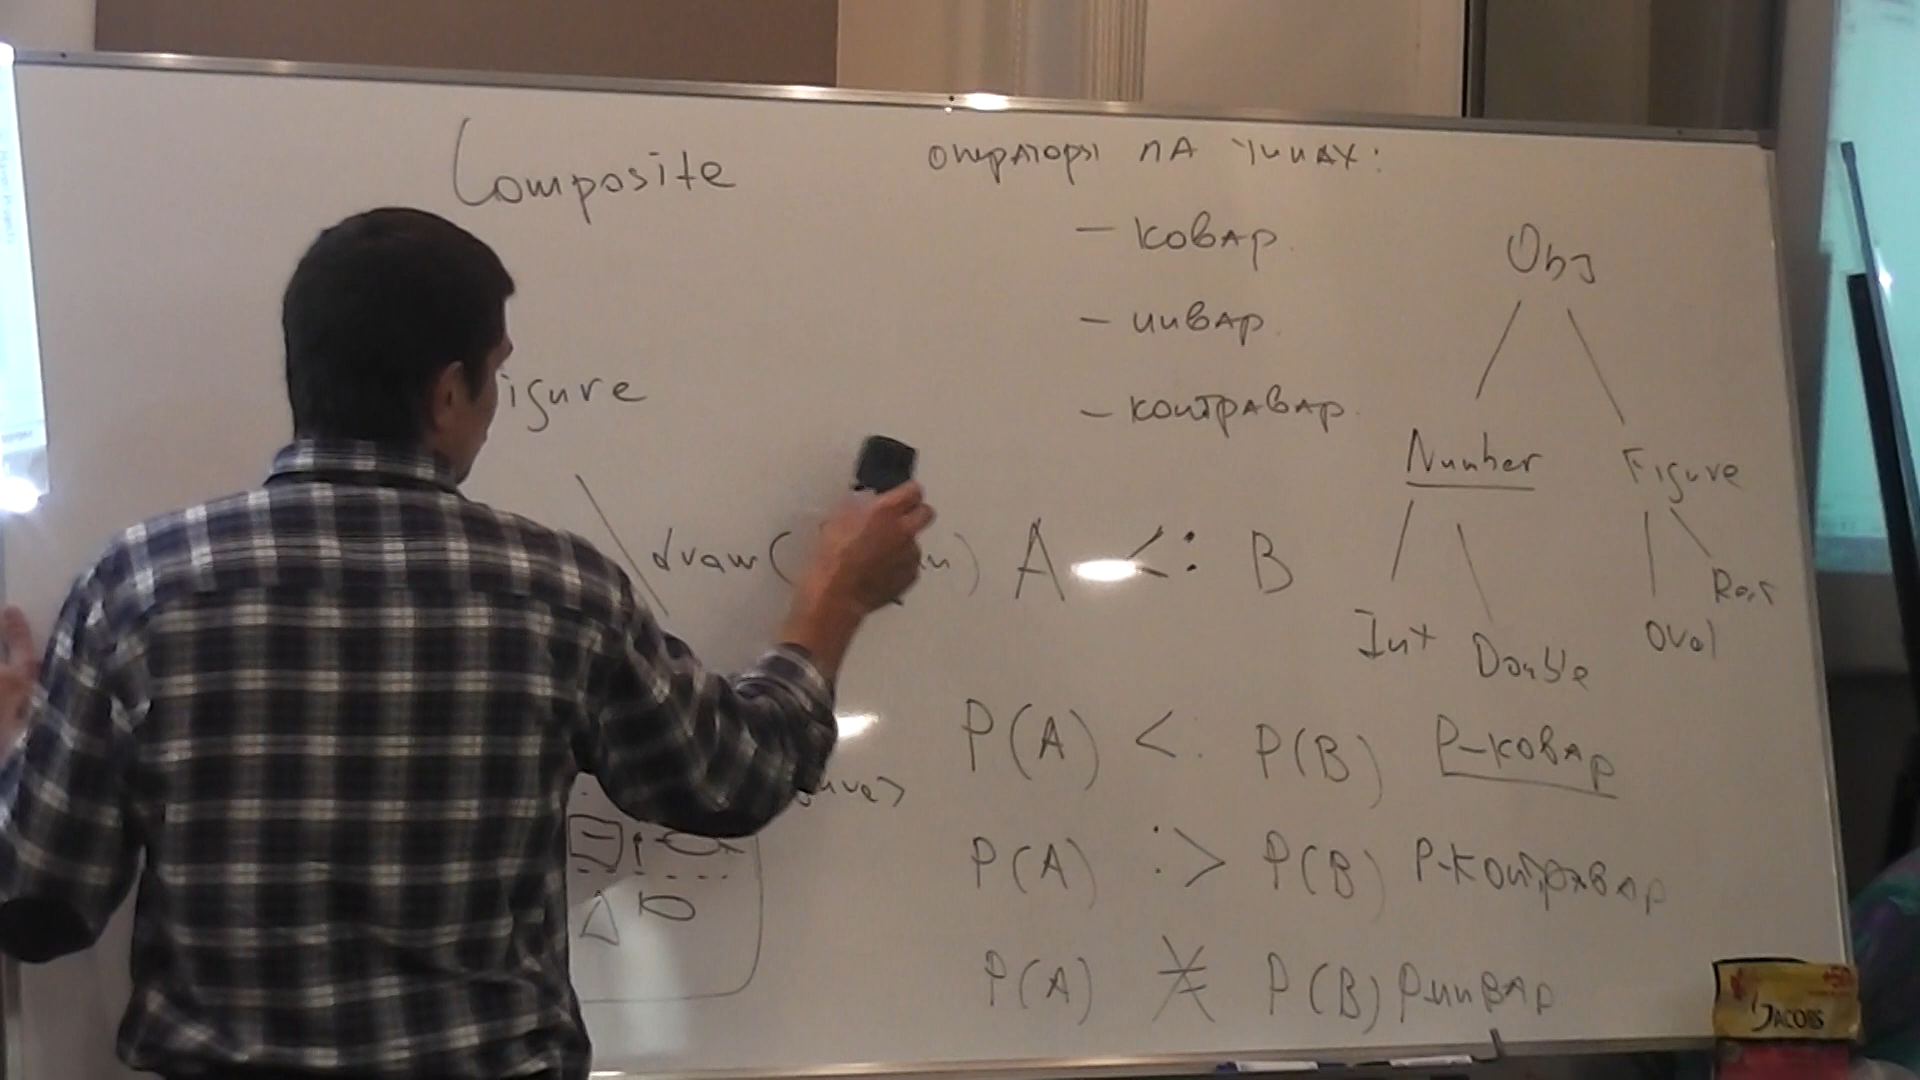 Composite
операторы на типах:
– ковар.
– инвар.
– контравар.
Obj
Number Figure
Int Double Oval
igure
draw(
A <: B
P(A) <: P(B) P-ковар
P(A) :> P(B) P-контравар
P(A) P(B) P-инвар
JACOBS